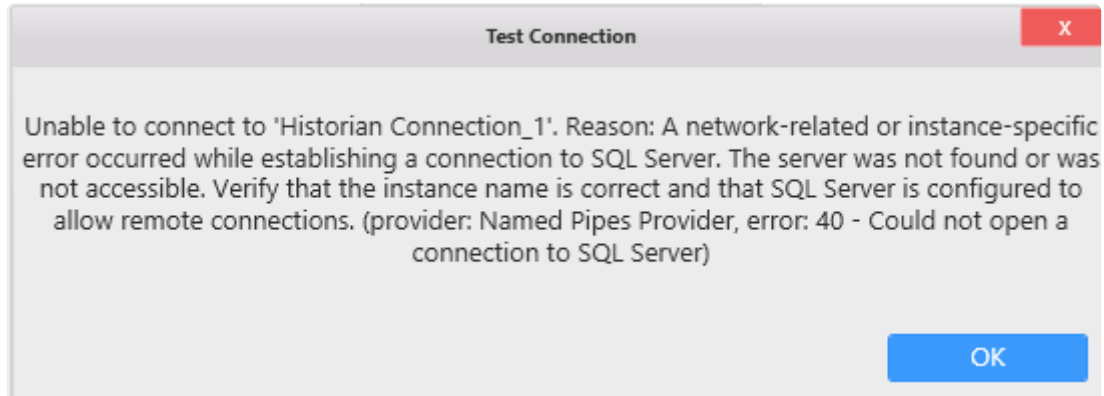 Test Connection
X
Unable to connect to 'Historian Connection_1'. Reason: A network-related or instance-specific
error occurred while establishing a connection to SQL Server. The server was not found or was
not accessible. Verify that the instance name is correct and that SQL Server is configured to
allow remote connections. (provider: Named Pipes Provider, error: 40 - Could not open a
connection to SQL Server)
OK